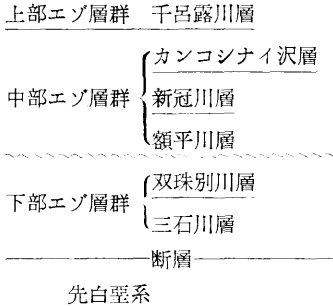 上部エゾ層群 千呂露川層
カンコシナイ沢層
中部エゾ層群 新冠川層
額平川層
下部エゾ層群 双珠別川層
三石川層
断層
先白堊系